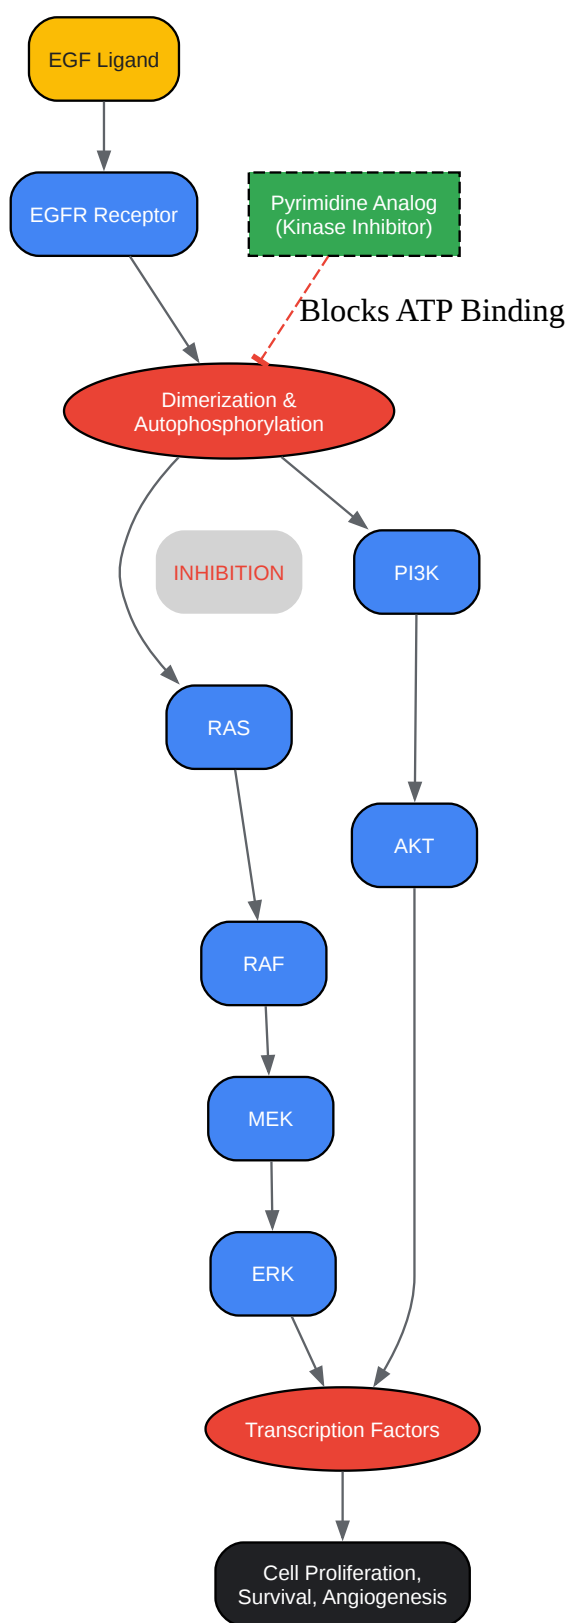 EGF Ligand
EGFR Receptor
Pyrimidine Analog
(Kinase Inhibitor)
Blocks ATP Binding
Dimerization &
Autophosphorylation
INHIBITION
PI3K
RAS
AKT
RAF
MEK
ERK
Transcription Factors
Cell Proliferation,
Survival, Angiogenesis